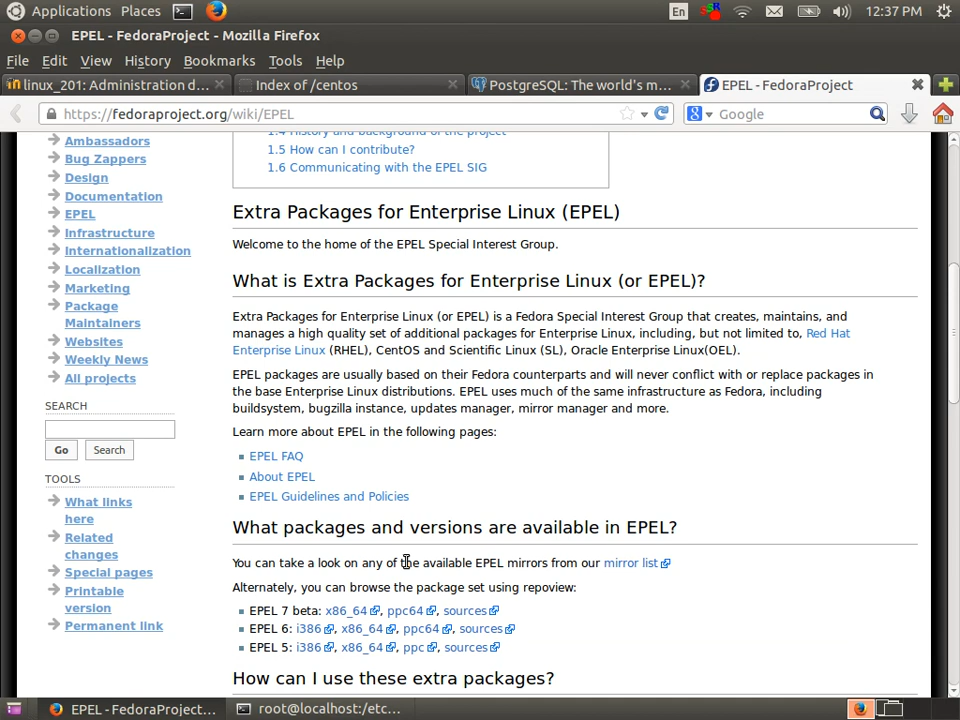 Applications Places En SSR 12:37 PM
EPEL - FedoraProject - Mozilla Firefox
File Edit View History Bookmarks Tools Help
linux_201: Administration d... Index of /centos PostgreSQL: The world's m... EPEL - FedoraProject
https://fedoraproject.org/wiki/EPEL Google
Ambassadors
Bug Zappers
Design
Documentation
EPEL
Infrastructure
Internationalization
Localization
Marketing
Package
Maintainers
Websites
Weekly News
All projects
SEARCH
Go Search
TOOLS
What links
here
Related
changes
Special pages
Printable
version
Permanent link
1.4 History and background of the project
1.5 How can I contribute?
1.6 Communicating with the EPEL SIG
Extra Packages for Enterprise Linux (EPEL)
Welcome to the home of the EPEL Special Interest Group.
What is Extra Packages for Enterprise Linux (or EPEL)?
Extra Packages for Enterprise Linux (or EPEL) is a Fedora Special Interest Group that creates, maintains, and
manages a high quality set of additional packages for Enterprise Linux, including, but not limited to, Red Hat
Enterprise Linux (RHEL), CentOS and Scientific Linux (SL), Oracle Enterprise Linux(OEL).
EPEL packages are usually based on their Fedora counterparts and will never conflict with or replace packages in
the base Enterprise Linux distributions. EPEL uses much of the same infrastructure as Fedora, including
buildsystem, bugzilla instance, updates manager, mirror manager and more.
Learn more about EPEL in the following pages:
EPEL FAQ
About EPEL
EPEL Guidelines and Policies
What packages and versions are available in EPEL?
You can take a look on any of the available EPEL mirrors from our mirror list
Alternately, you can browse the package set using repoview:
EPEL 7 beta: x86_64, ppc64, sources
EPEL 6: i386, x86_64, ppc64, sources
EPEL 5: i386, x86_64, ppc, sources
How can I use these extra packages?
EPEL - FedoraProject... root@localhost:/etc...